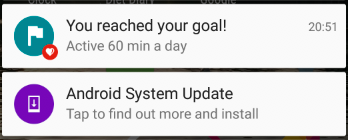 You reached your goal! 20:51
Active 60 min a day
Android System Update
Tap to find out more and install